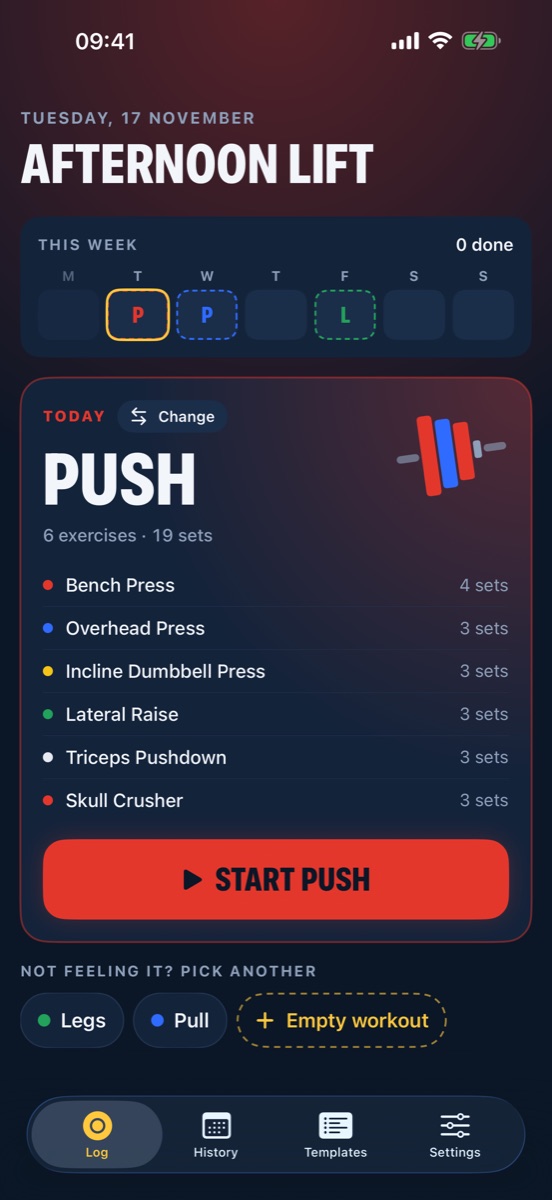 09:41
TUESDAY, 17 NOVEMBER
AFTERNOON LIFT
THIS WEEK 0 done
M T W T F S S
P P L
TODAY Change
PUSH
6 exercises · 19 sets
Bench Press 4 sets
Overhead Press 3 sets
Incline Dumbbell Press 3 sets
Lateral Raise 3 sets
Triceps Pushdown 3 sets
Skull Crusher 3 sets
START PUSH
NOT FEELING IT? PICK ANOTHER
Legs Pull + Empty workout
Log History Templates Settings